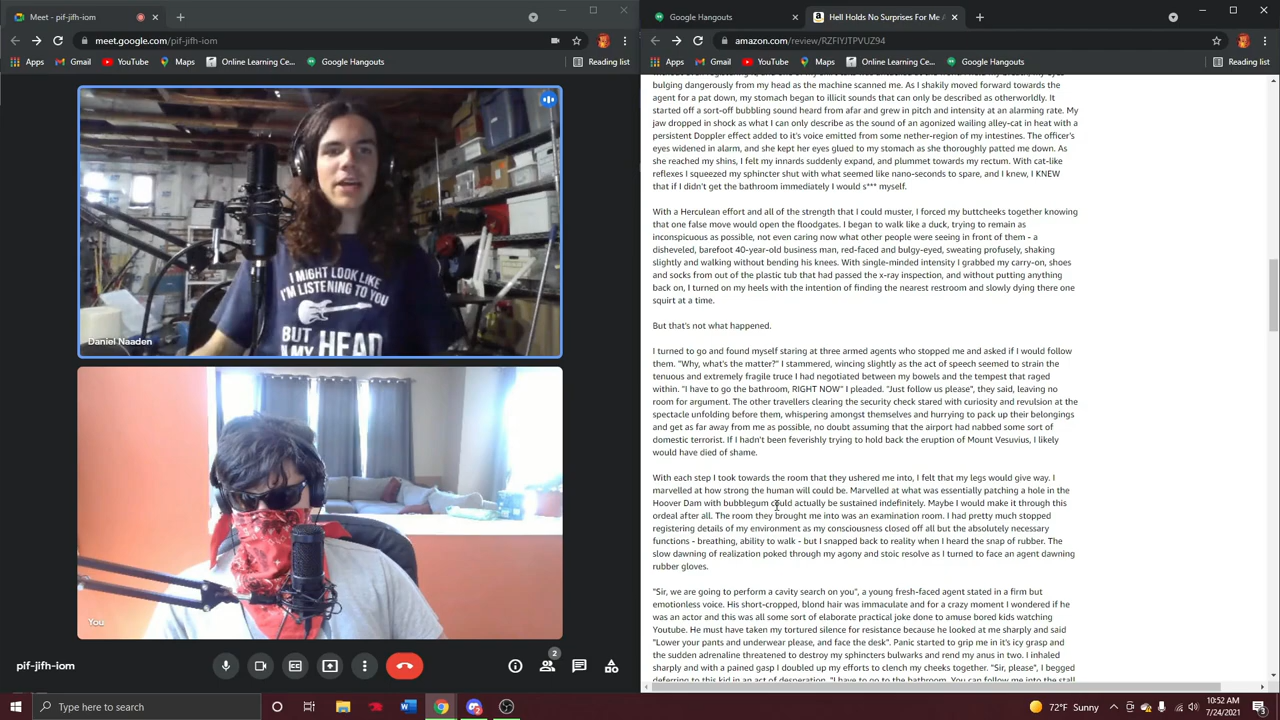 Meet - pif-jifh-iom
Google Hangouts
Hell Holds No Surprises For Me
meet.google.com/pif-jifh-iom
amazon.com/review/RZFIYJTPVUZ94
Apps Gmail YouTube Maps Online Learning Ce... Google Hangouts Reading list
Apps Gmail YouTube Maps Online Learning Ce... Google Hangouts Reading list
I MIGHT LOOK LIKE
I'M LISTENING TO YOU
BUT
MY HEAD
Daniel Naaden
You
pif-jifh-iom
2
bulging dangerously from my head as the machine scanned me. As I shakily moved forward towards the
agent for a pat down, my stomach began to illicit sounds that can only be described as otherworldly. It
started off a sort-off bubbling sound heard from afar and grew in pitch and intensity at an alarming rate. My
jaw dropped in shock as what I can only describe as the sound of an agonized wailing alley-cat in heat with a
persistent Doppler effect added to it's voice emitted from some nether-region of my intestines. The officer's
eyes widened in alarm, and she kept her eyes glued to my stomach as she thoroughly patted me down. As
she reached my shins, I felt my innards suddenly expand, and plummet towards my rectum. With cat-like
reflexes I squeezed my sphincter shut with what seemed like nano-seconds to spare, and I knew, I KNEW
that if I didn't get the bathroom immediately I would s*** myself.
With a Herculean effort and all of the strength that I could muster, I forced my buttcheeks together knowing
that one false move would open the floodgates. I began to walk like a duck, trying to remain as
inconspicuous as possible, not even caring now what other people were seeing in front of them - a
disheveled, barefoot 40-year-old business man, red-faced and bulgy-eyed, sweating profusely, shaking
slightly and walking without bending his knees. With single-minded intensity I grabbed my carry-on, shoes
and socks from out of the plastic tub that had passed the x-ray inspection, and without putting anything
back on, I turned on my heels with the intention of finding the nearest restroom and slowly dying there one
squirt at a time.
But that's not what happened.
I turned to go and found myself staring at three armed agents who stopped me and asked if I would follow
them. "Why, what's the matter?" I stammered, wincing slightly as the act of speech seemed to strain the
tenuous and extremely fragile truce I had negotiated between my bowels and the tempest that raged
within. "I have to go the bathroom, RIGHT NOW" I pleaded. "Just follow us please", they said, leaving no
room for argument. The other travellers clearing the security check stared with curiosity and revulsion at the
spectacle unfolding before them, whispering amongst themselves and hurrying to pack up their belongings
and get as far away from me as possible, no doubt assuming that the airport had nabbed some sort of
domestic terrorist. If I hadn't been feverishly trying to hold back the eruption of Mount Vesuvius, I likely
would have died of shame.
With each step I took towards the room that they ushered me into, I felt that my legs would give way. I
marvelled at how strong the human will could be. Marvelled at what was essentially patching a hole in the
Hoover Dam with bubblegum could actually be sustained indefinitely. Maybe I would make it through this
ordeal after all. The room they brought me into was an examination room. I had pretty much stopped
registering details of my environment as my consciousness closed off all but the absolutely necessary
functions - breathing, ability to walk - but I snapped back to reality when I heard the snap of rubber. The
slow dawning of realization poked through my agony and stoic resolve as I turned to face an agent dawning
rubber gloves.
"Sir, we are going to perform a cavity search on you", a young fresh-faced agent stated in a firm but
emotionless voice. His short-cropped, blond hair was immaculate and for a crazy moment I wondered if he
was an actor and this was all some sort of elaborate practical joke done to amuse bored kids watching
Youtube. He must have taken my tortured silence for resistance because he looked at me sharply and said
"Lower your pants and underwear please, and face the desk". Panic started to grip me in it's icy grasp and
the sudden adrenaline threatened to destroy my sphincters bulwarks and rend my anus in two. I inhaled
sharply and with a pained gasp I doubled up my efforts to clench my cheeks together. "Sir, please", I begged
deferring to this kid in an act of desperation. "I have to go to the bathroom. You can follow me into the stall
Type here to search
72°F Sunny
10:52 AM
7/24/2021